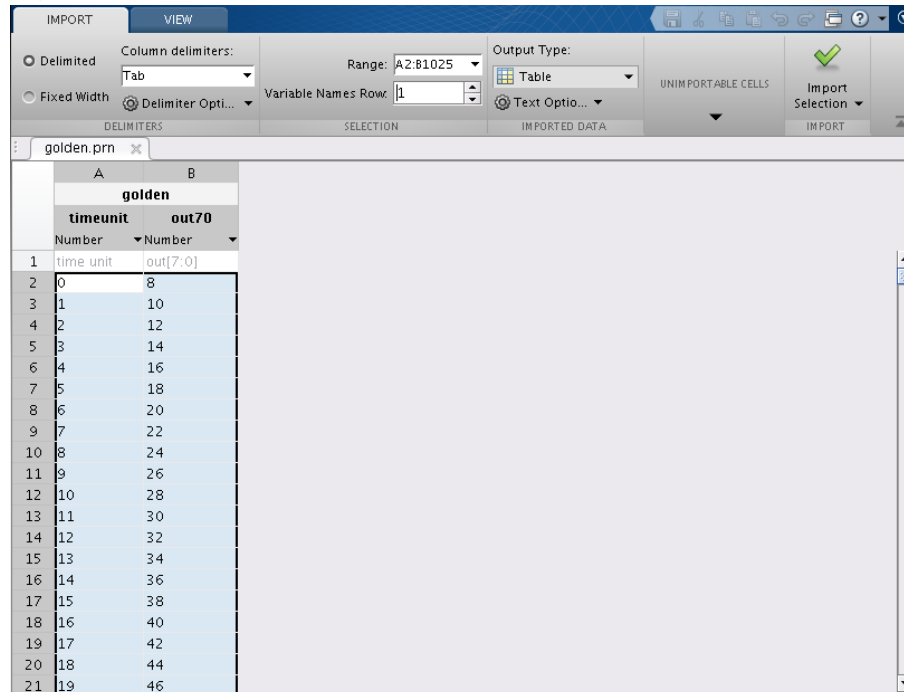 IMPORT VIEW
Delimited
Column delimiters:
Tab
Fixed Width
Delimiter Opti...
DELIMITERS
Range: A2:B1025
Variable Names Row: 1
SELECTION
Output Type:
Table
Text Optio...
IMPORTED DATA
UNIMPORTABLE CELLS
Import
Selection
IMPORT
golden.prn
A B
golden
timeunit out70
Number Number
1 time unit out[7:0]
2 0 8
3 1 10
4 2 12
5 3 14
6 4 16
7 5 18
8 6 20
9 7 22
10 8 24
11 9 26
12 10 28
13 11 30
14 12 32
15 13 34
16 14 36
17 15 38
18 16 40
19 17 42
20 18 44
21 19 46